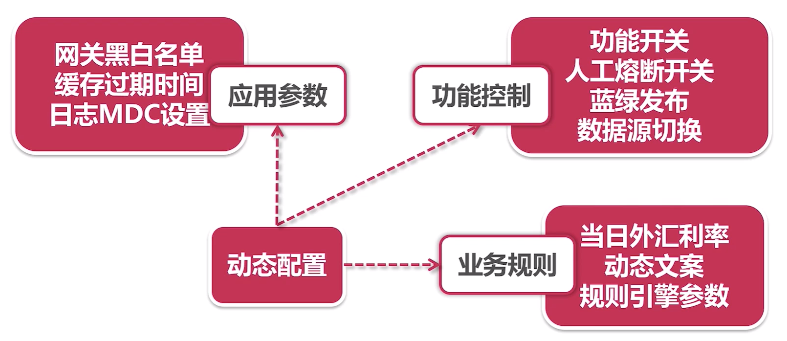 网关黑白名单
缓存过期时间
日志MDC设置
应用参数
功能控制
功能开关
人工熔断开关
蓝绿发布
数据源切换
动态配置
业务规则
当日外汇利率
动态文案
规则引擎参数